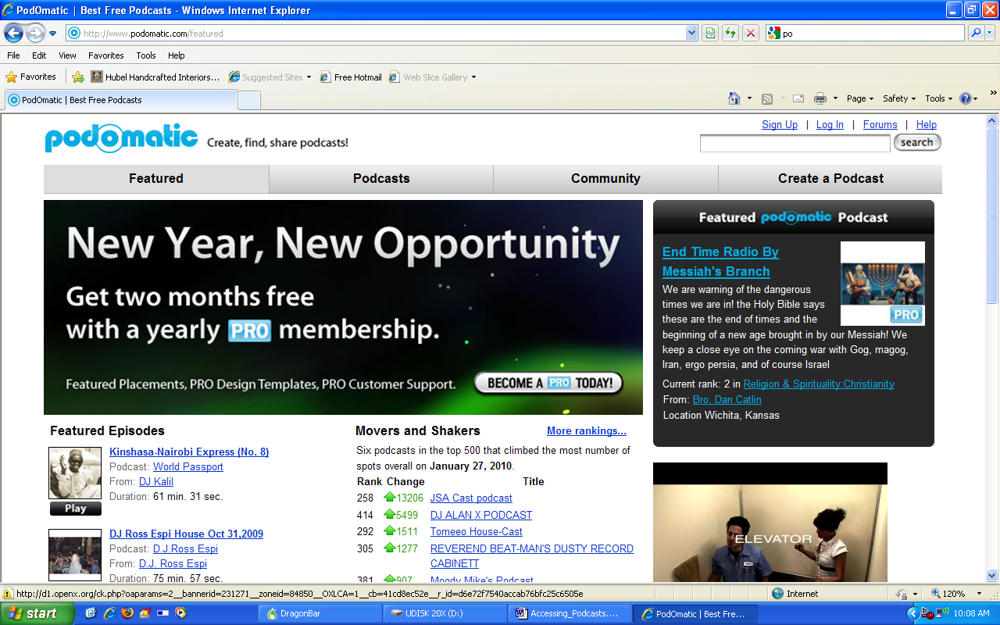 PodOmatic | Best Free Podcasts - Windows Internet Explorer
http://www.podomatic.com/featured
po
File Edit View Favorites Tools Help
Favorites Hubel Handcrafted Interiors... Suggested Sites Free Hotmail Web Slice Gallery
PodOmatic | Best Free Podcasts Page Safety Tools
Sign Up | Log In | Forums | Help
podomatic Create, find, share podcasts! search
Featured Podcasts Community Create a Podcast
New Year, New Opportunity
Get two months free
with a yearly PRO membership.
Featured Placements, PRO Design Templates, PRO Customer Support. BECOME A PRO TODAY!
Featured podomatic Podcast
End Time Radio By
Messiah's Branch
We are warning of the dangerous
times we are in! the Holy Bible says
these are the end of times and the
beginning of a new age brought in by our Messiah! We
keep a close eye on the coming war with Gog, magog,
Iran, ergo persia, and of course Israel
PRO
Current rank: 2 in Religion & Spirituality:Christianity
From: Bro. Dan Catlin
Location Wichita, Kansas
Featured Episodes
Kinshasa-Nairobi Express (No. 8)
Podcast: World Passport
From: DJ Kalil
Duration: 61 min. 31 sec.
Play
DJ Ross Espi House Oct 31,2009
Podcast: D.J.Ross Espi
From: D.J. Ross Espi
Duration: 75 min. 57 sec.
Movers and Shakers More rankings...
Six podcasts in the top 500 that climbed the most number of
spots overall on January 27, 2010.
Rank Change Title
258 13206 JSA Cast podcast
414 5499 DJ ALAN X PODCAST
292 1511 Tomeeo House-Cast
305 1277 REVEREND BEAT-MAN'S DUSTY RECORD
CABINETT
381 907 Moody Mike's Podcast
ELEVATOR
http://d1.openx.org/ck.php?oaparams=2__bannerid=231271__zoneid=84850__OXLCA=1__cb=41cd8ec52e__r_id=d6e72f7540accab76bfc25c6505e Internet 120%
start DragonBar UDISK 20X (D:) Accessing_Podcasts.... PodOmatic | Best Fre... 10:08 AM